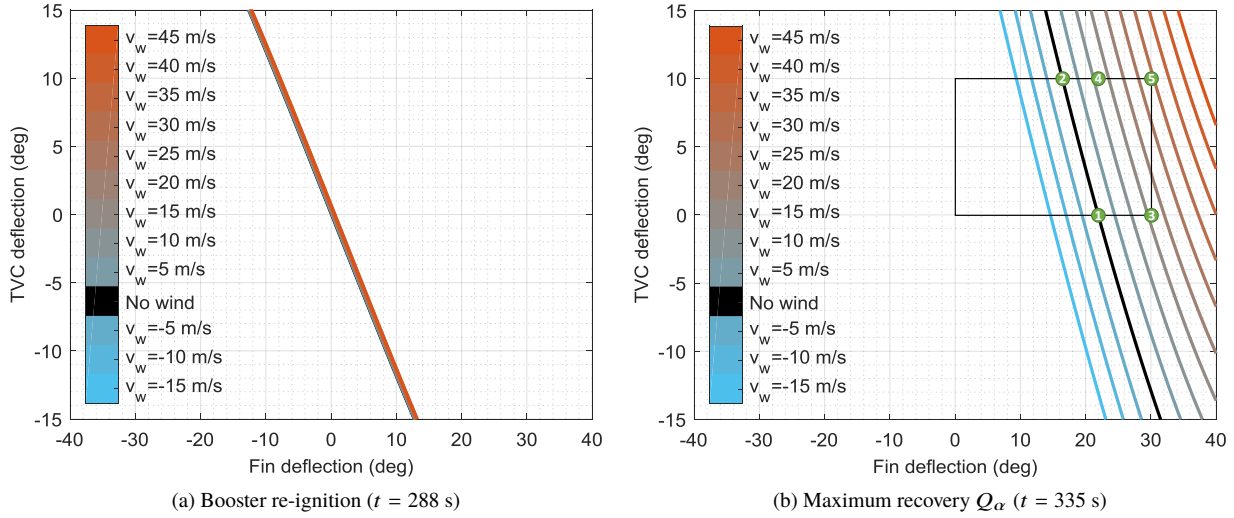 15
10
5
0
-5
-10
-15
TVC deflection (deg)
v_w=45 m/s
v_w=40 m/s
v_w=35 m/s
v_w=30 m/s
v_w=25 m/s
v_w=20 m/s
v_w=15 m/s
v_w=10 m/s
v_w=5 m/s
No wind
v_w=-5 m/s
v_w=-10 m/s
v_w=-15 m/s
-40 -30 -20 -10 0 10 20 30 40
Fin deflection (deg)
(a) Booster re-ignition (t = 288 s)
15
10
5
0
-5
-10
-15
TVC deflection (deg)
v_w=45 m/s
v_w=40 m/s
v_w=35 m/s
v_w=30 m/s
v_w=25 m/s
v_w=20 m/s
v_w=15 m/s
v_w=10 m/s
v_w=5 m/s
No wind
v_w=-5 m/s
v_w=-10 m/s
v_w=-15 m/s
2 4 5
1 3
-40 -30 -20 -10 0 10 20 30 40
Fin deflection (deg)
(b) Maximum recovery Q_α (t = 335 s)